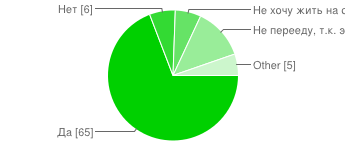 Нет [6]
Не хочу жить на
Не перееду, т.к.
Other [5]
Да [65]